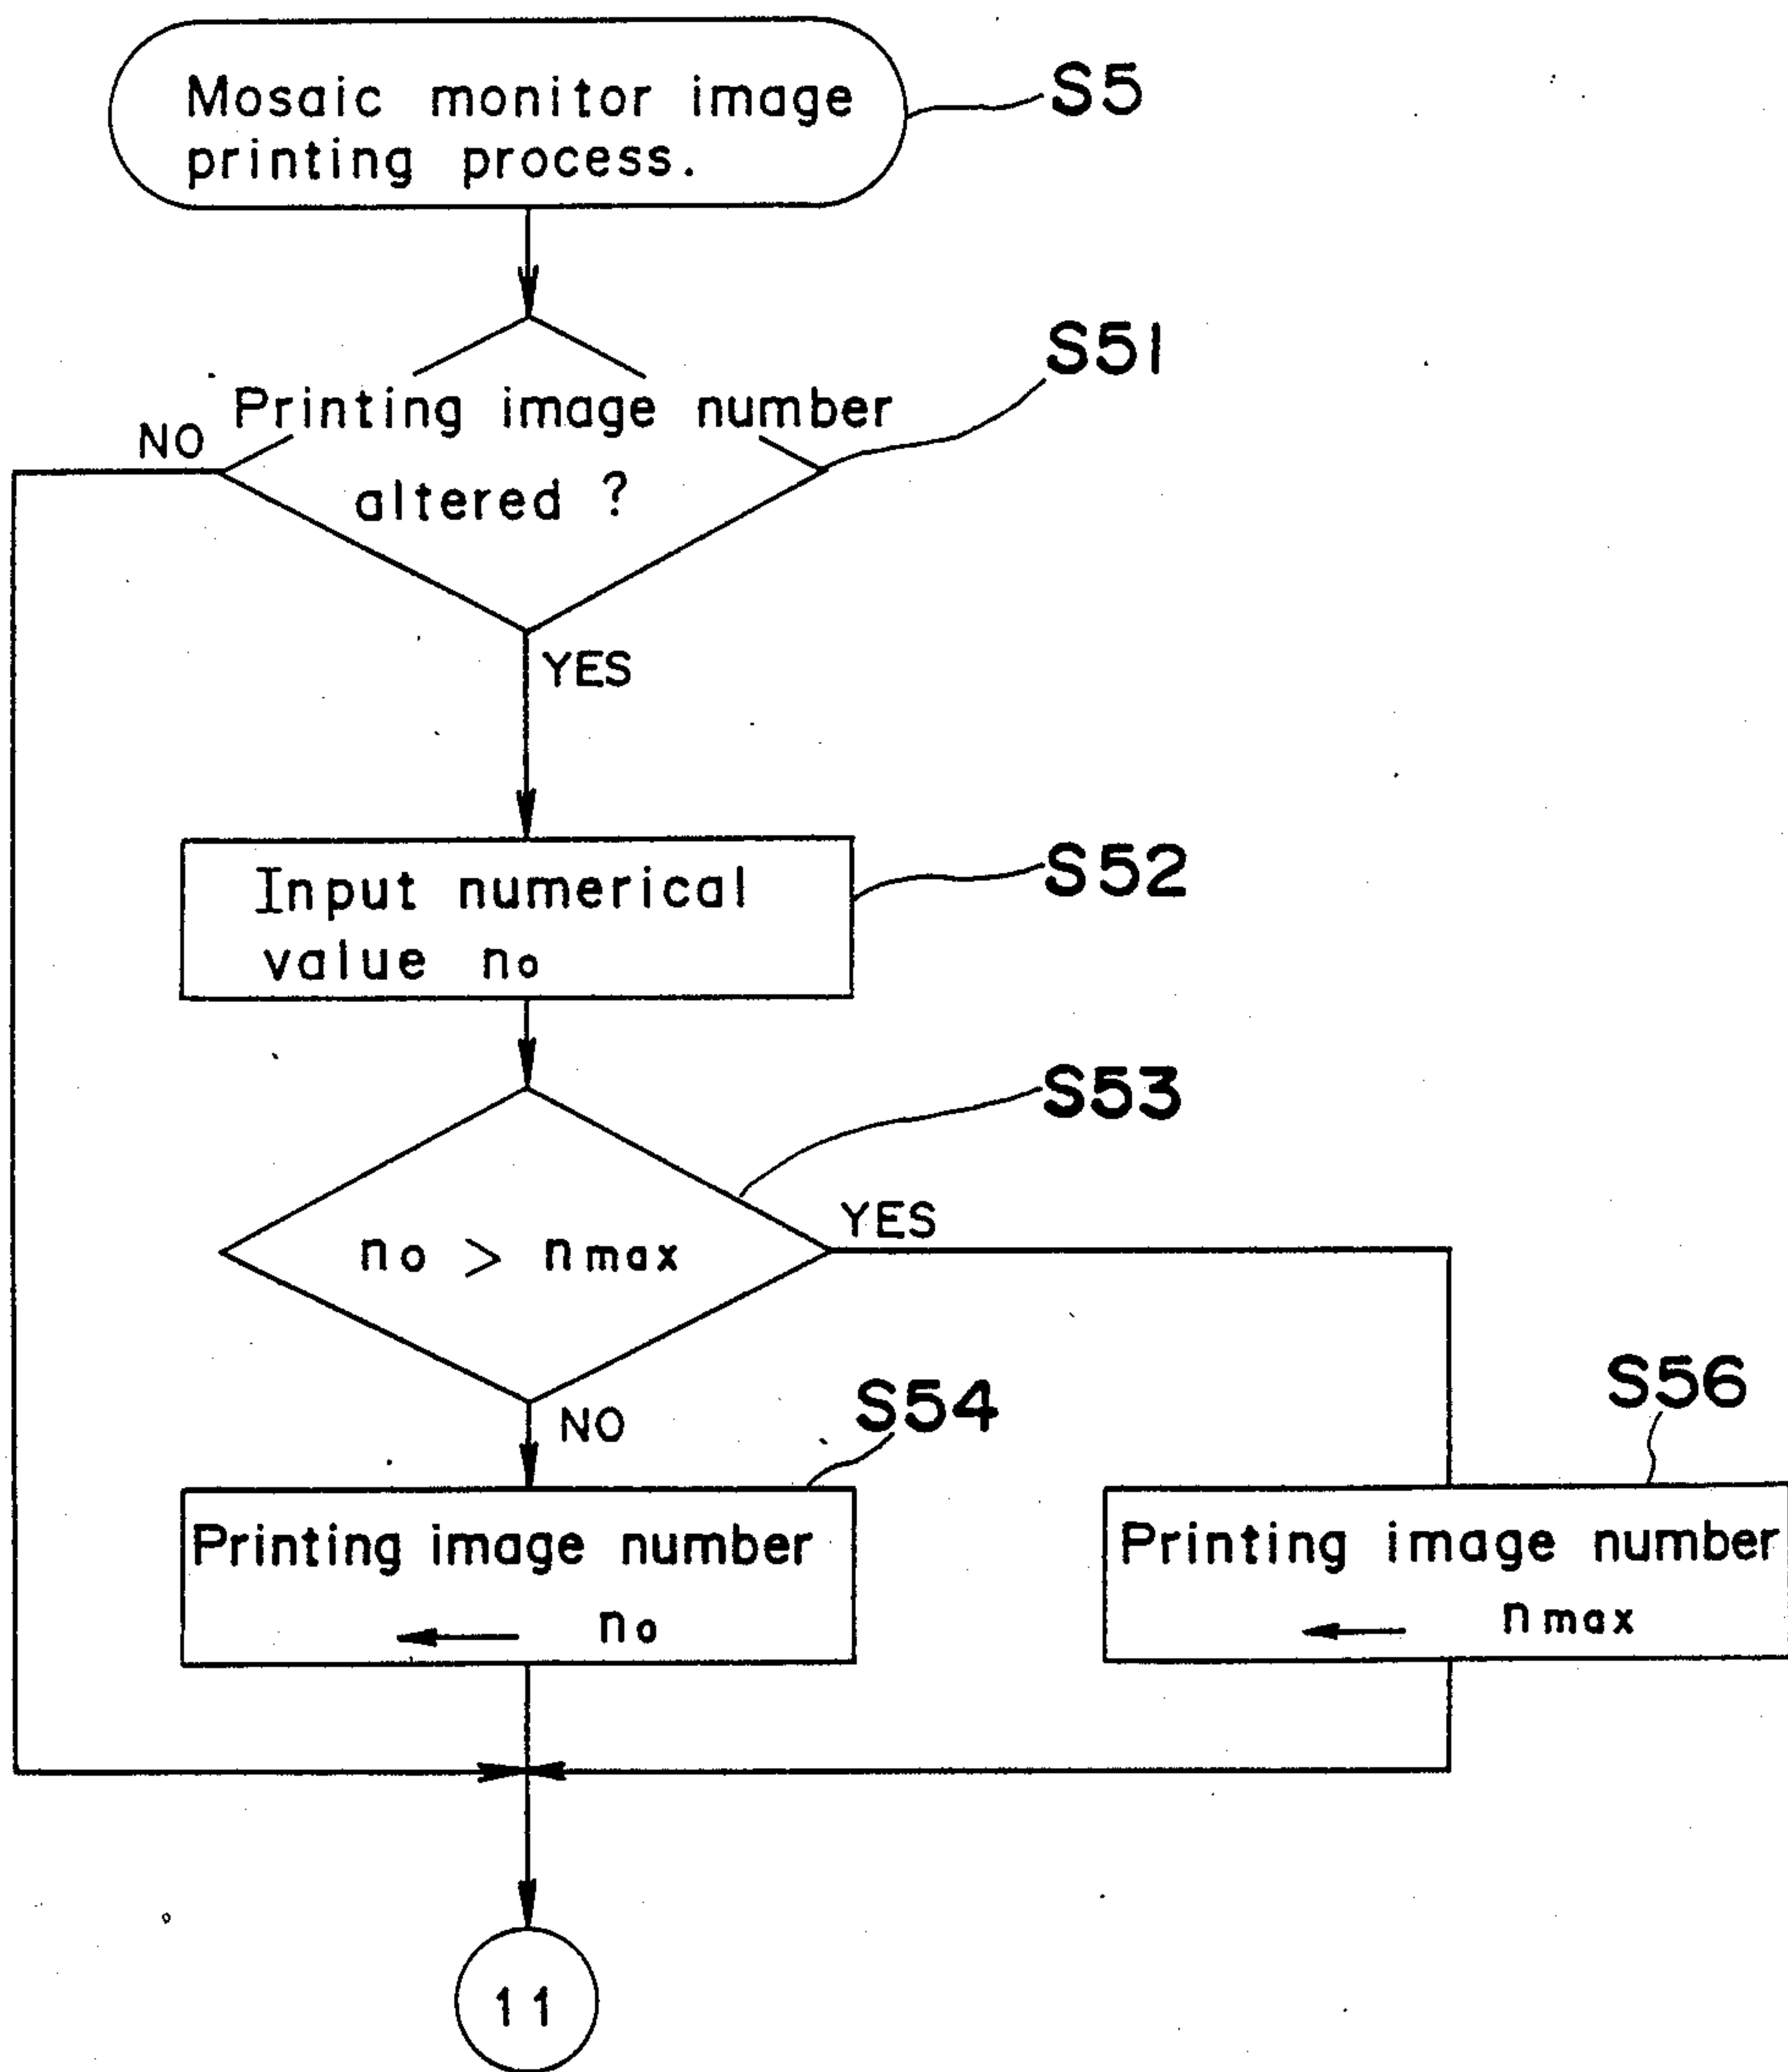 Mosaic monitor image
printing process.
S5
S51
Printing image number
altered ?
NO
YES
Input numerical
value no
S52
S53
no > nmax
YES
NO
S54
Printing image number
← no
S56
Printing image number
← nmax
11